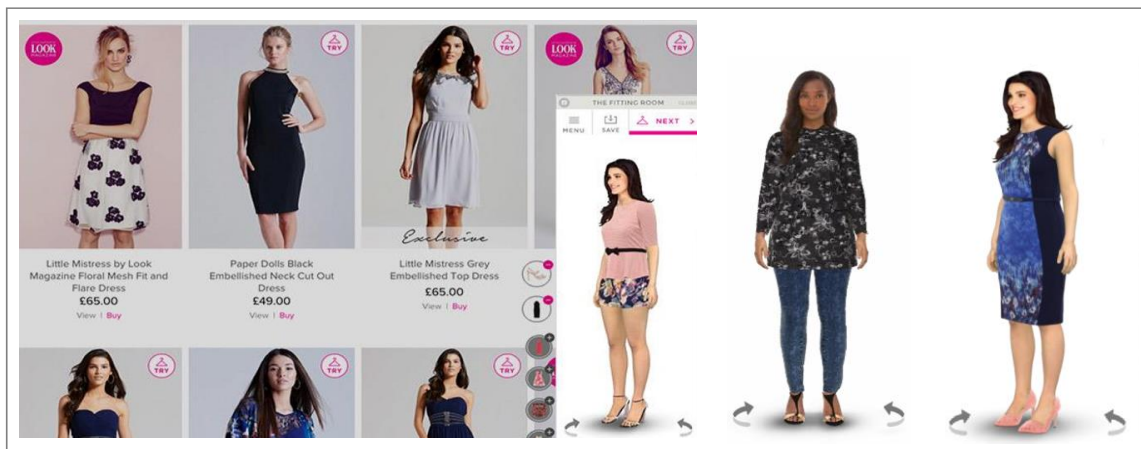 LOOK
MAGAZINE
TRY
TRY
LOOK
MAGAZINE
TRY
THE FITTING ROOM
CLOSE
MENU
SAVE
NEXT >
Exclusive
Little Mistress by Look
Magazine Floral Mesh Fit and
Flare Dress
£65.00
View | Buy
Paper Dolls Black
Embellished Neck Cut Out
Dress
£49.00
View | Buy
Little Mistress Grey
Embellished Top Dress
£65.00
View | Buy
TRY
TRY
TRY